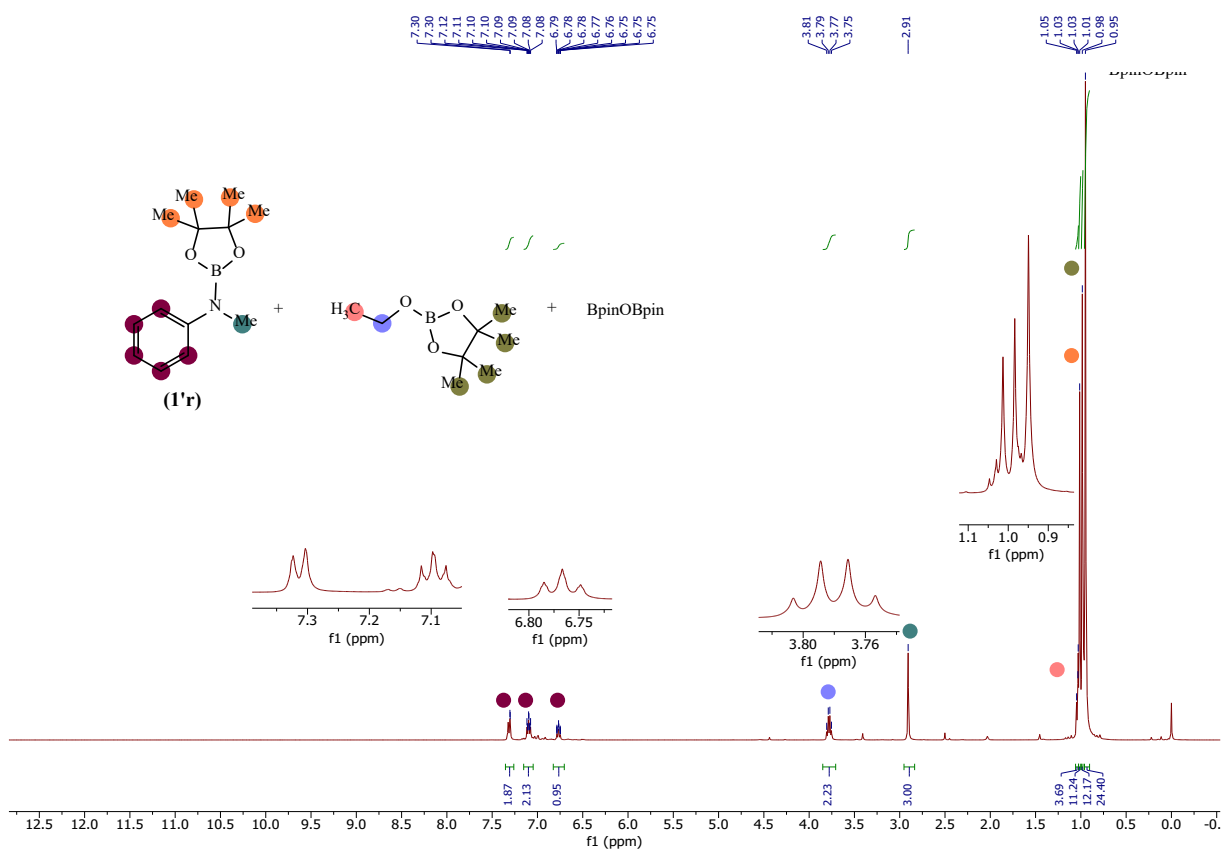 7.30
7.30
7.12
7.11
7.10
7.10
7.09
7.09
7.08
7.08
6.79
6.78
6.78
6.77
6.76
6.75
6.75
6.75
3.81
3.79
3.77
3.75
2.91
1.05
1.03
1.03
1.01
0.98
0.95
BpinOBpin
Me Me
Me Me
O O
B
N
Me
(1'r)
+
H₃C
O
B
O
O
Me
Me
Me
Me
+
BpinOBpin
1.1 1.0 0.9
f1 (ppm)
7.3 7.2 7.1
f1 (ppm)
6.80 6.75
f1 (ppm)
3.80 3.76
f1 (ppm)
1.87
2.13
0.95
2.23
3.00
3.69
11.24
12.17
24.40
12.5 12.0 11.5 11.0 10.5 10.0 9.5 9.0 8.5 8.0 7.5 7.0 6.5 6.0 5.5 5.0 4.5 4.0 3.5 3.0 2.5 2.0 1.5 1.0 0.5 0.0 -0.
f1 (ppm)